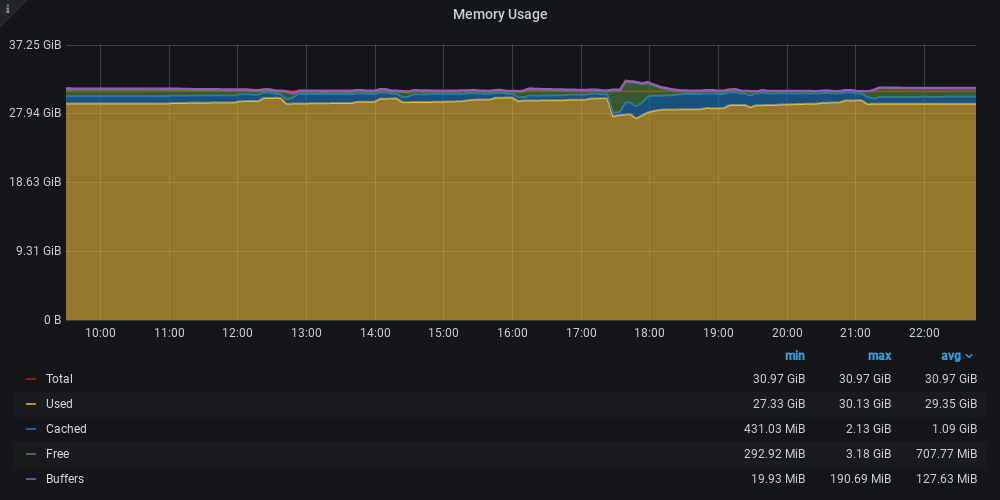 i
Memory Usage
37.25 GiB
27.94 GiB
18.63 GiB
9.31 GiB
0 B
10:00 11:00 12:00 13:00 14:00 15:00 16:00 17:00 18:00 19:00 20:00 21:00 22:00
min max avg
Total 30.97 GiB 30.97 GiB 30.97 GiB
Used 27.33 GiB 30.13 GiB 29.35 GiB
Cached 431.03 MiB 2.13 GiB 1.09 GiB
Free 292.92 MiB 3.18 GiB 707.77 MiB
Buffers 19.93 MiB 190.69 MiB 127.63 MiB